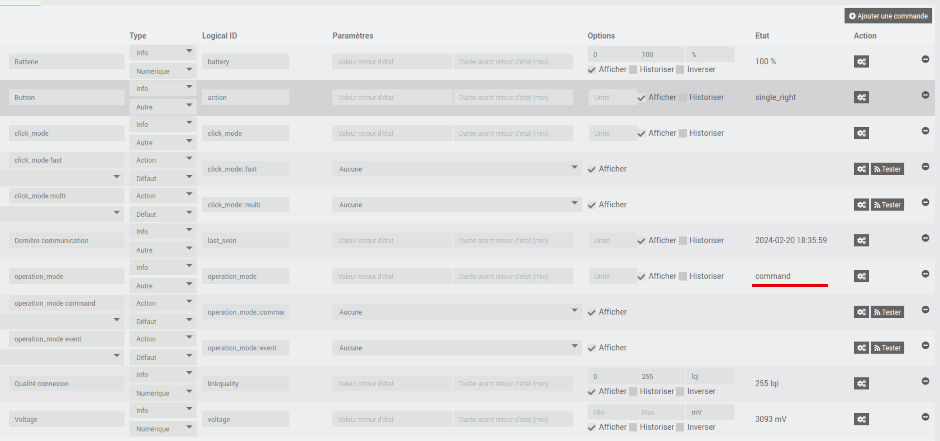 Ajouter une commande
Type Logical ID Paramètres Options Etat Action
Batterie Info Numérique battery Valeur retour d'état Durée avant retour d'état (min) 0 100 % Afficher Historiser Inverser 100 %
Button Info Autre action Valeur retour d'état Durée avant retour d'état (min) Unité Afficher Historiser single_right
click_mode Info Autre click_mode Valeur retour d'état Durée avant retour d'état (min) Unité Afficher Historiser
click_mode fast Action Défaut click_mode::fast Aucune Afficher Tester
click_mode multi Action Défaut click_mode::multi Aucune Afficher Tester
Dernière communication Info Autre last_seen Valeur retour d'état Durée avant retour d'état (min) Unité Afficher Historiser 2024-02-20 18:35:59
operation_mode Info Autre operation_mode Valeur retour d'état Durée avant retour d'état (min) Unité Afficher Historiser command
operation_mode command Action Défaut operation_mode::commar Aucune Afficher Tester
operation_mode event Action Défaut operation_mode::event Aucune Afficher Tester
Qualité connexion Info Numérique linkquality Valeur retour d'état Durée avant retour d'état (min) 0 255 lqi Afficher Historiser Inverser 255 lqi
Voltage Info Numérique voltage Valeur retour d'état Durée avant retour d'état (min) Min Max mV Afficher Historiser Inverser 3093 mV